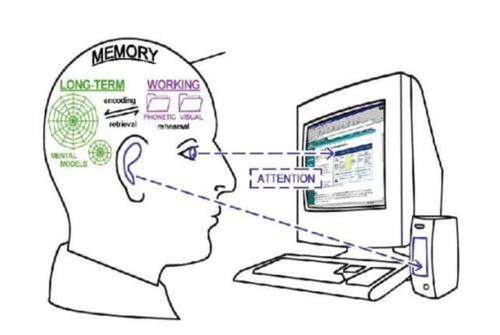 MEMORY
LONG-TERM
WORKING
encoding
retrieval
PHONETIC
VISUAL
rehearsal
MENTAL
MODELS
ATTENTION